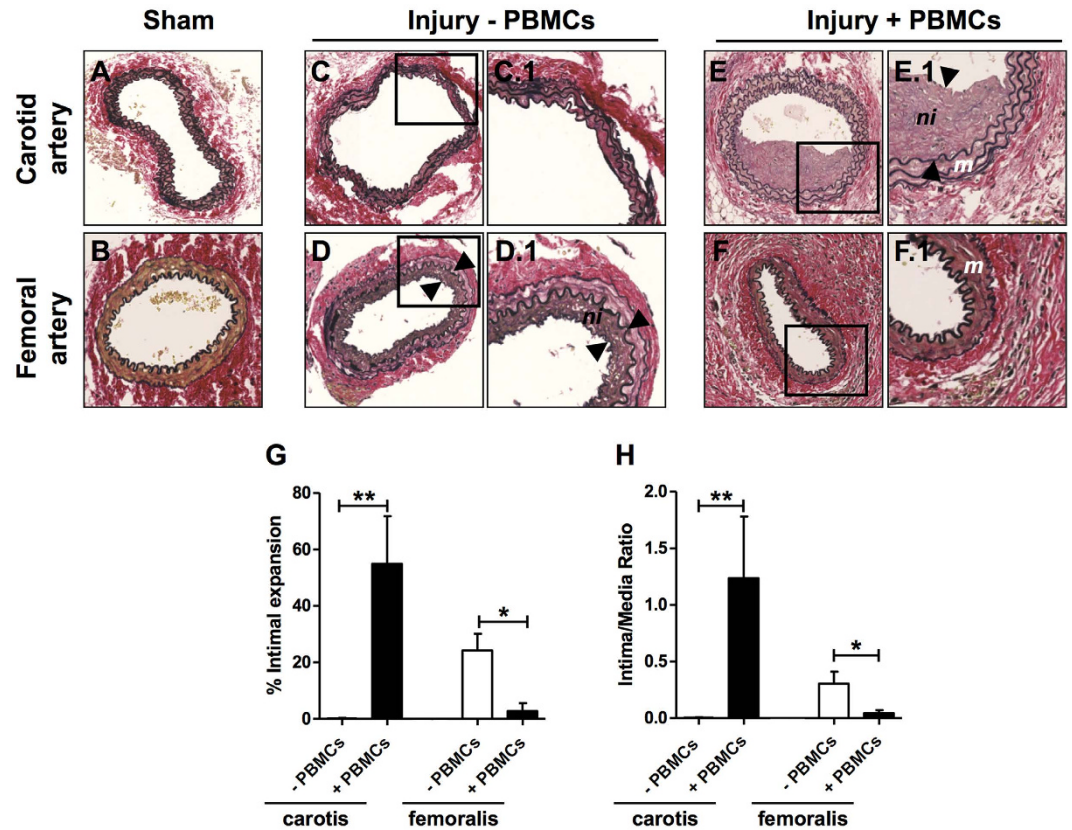 Sham
Injury - PBMCs
Injury + PBMCs
Carotid artery
A
C
C.1
E
E.1
ni
m
Femoral artery
B
D
D.1
ni
F
F.1
m
G
% Intimal expansion
80
60
40
20
0
**
*
- PBMCs
+ PBMCs
- PBMCs
+ PBMCs
carotis
femoralis
H
Intima/Media Ratio
2.0
1.5
1.0
0.5
0.0
**
*
- PBMCs
+ PBMCs
- PBMCs
+ PBMCs
carotis
femoralis